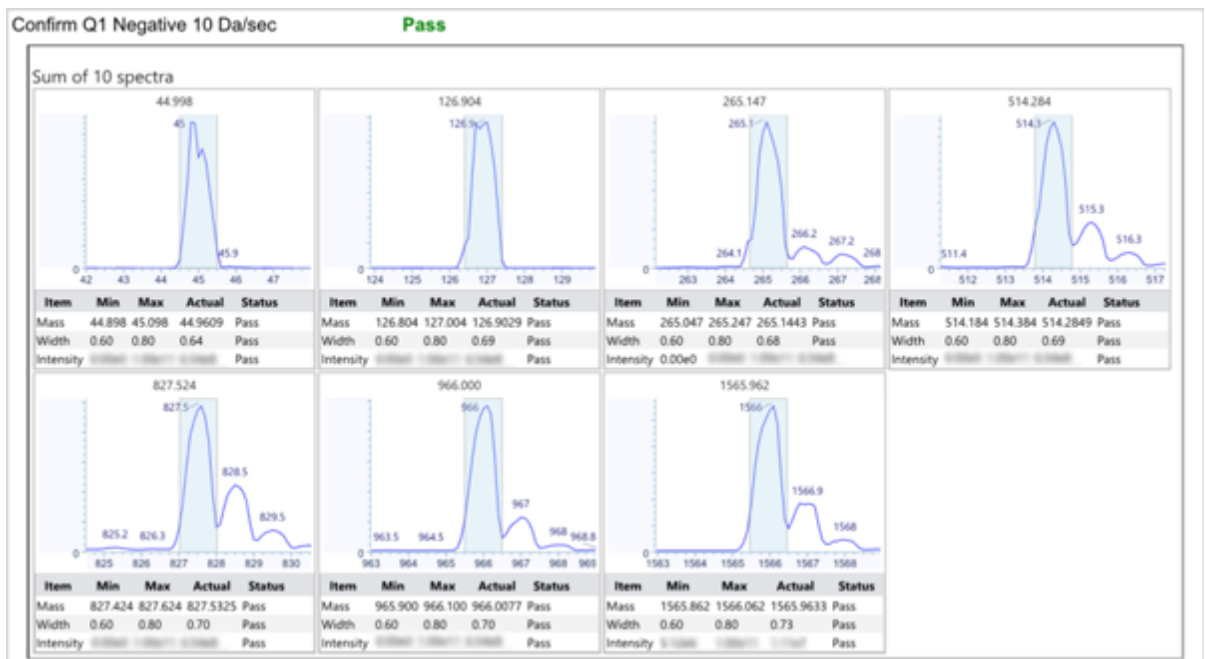 Confirm Q1 Negative 10 Da/sec Pass
Sum of 10 spectra
44.998 126.904 265.147 514.284
45 126.9 265.1 514.3
515.3
266.2 267.2 516.3
45.9 264.1 268 511.4
0 0 0 0
42 43 44 45 46 47 124 125 126 127 128 129 263 264 265 266 267 268 512 513 514 515 516 517
Item Min Max Actual Status Item Min Max Actual Status Item Min Max Actual Status Item Min Max Actual Status
Mass 44.898 45.098 44.9609 Pass Mass 126.804 127.004 126.9029 Pass Mass 265.047 265.247 265.1443 Pass Mass 514.184 514.384 514.2849 Pass
Width 0.60 0.80 0.64 Pass Width 0.60 0.80 0.69 Pass Width 0.60 0.80 0.68 Pass Width 0.60 0.80 0.69 Pass
Intensity Pass Intensity Pass Intensity 0.00e0 Pass Intensity Pass
827.524 966.000 1565.962
827.5 966 1566
828.5 1566.9
829.5 967
825.2 826.3 963.5 964.5 968 968.8 1568
0 0 0
825 826 827 828 829 830 963 964 965 966 967 968 969 1563 1564 1565 1566 1567 1568
Item Min Max Actual Status Item Min Max Actual Status Item Min Max Actual Status
Mass 827.424 827.624 827.5325 Pass Mass 965.900 966.100 966.0077 Pass Mass 1565.862 1566.062 1565.9633 Pass
Width 0.60 0.80 0.70 Pass Width 0.60 0.80 0.70 Pass Width 0.60 0.80 0.73 Pass
Intensity Pass Intensity Pass Intensity Pass